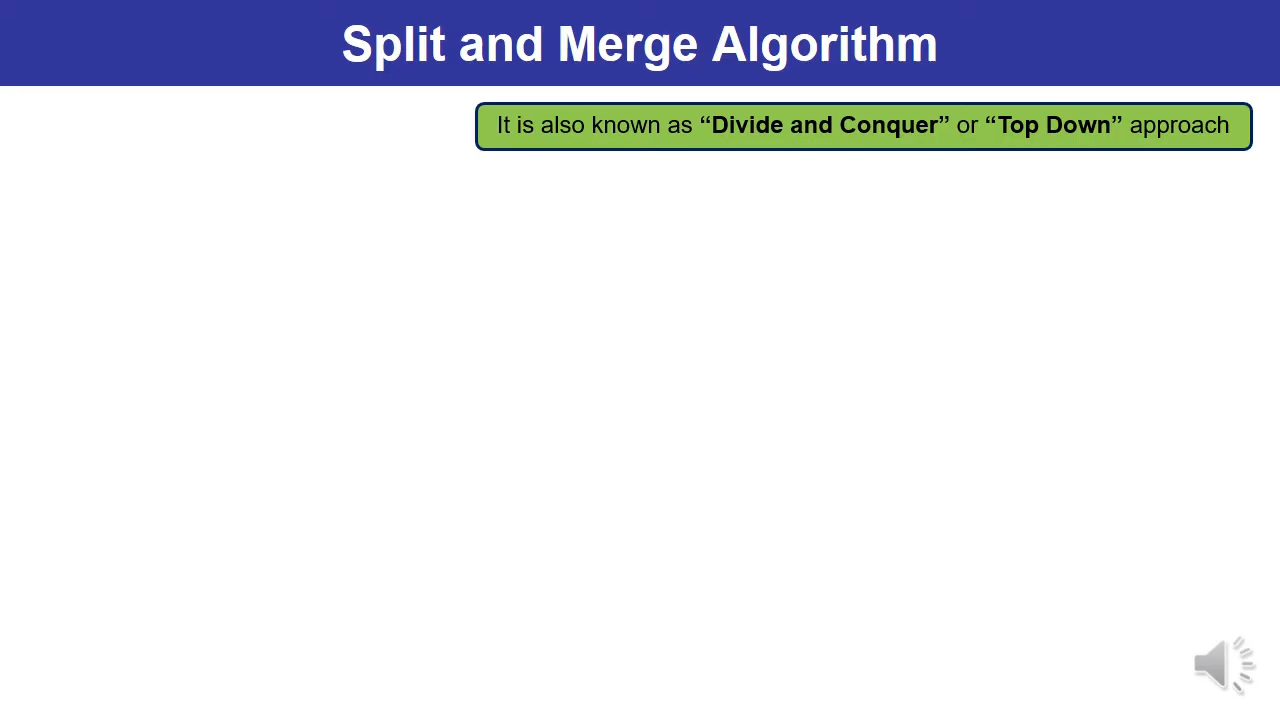 Split and Merge Algorithm
It is also known as “Divide and Conquer” or “Top Down” approach